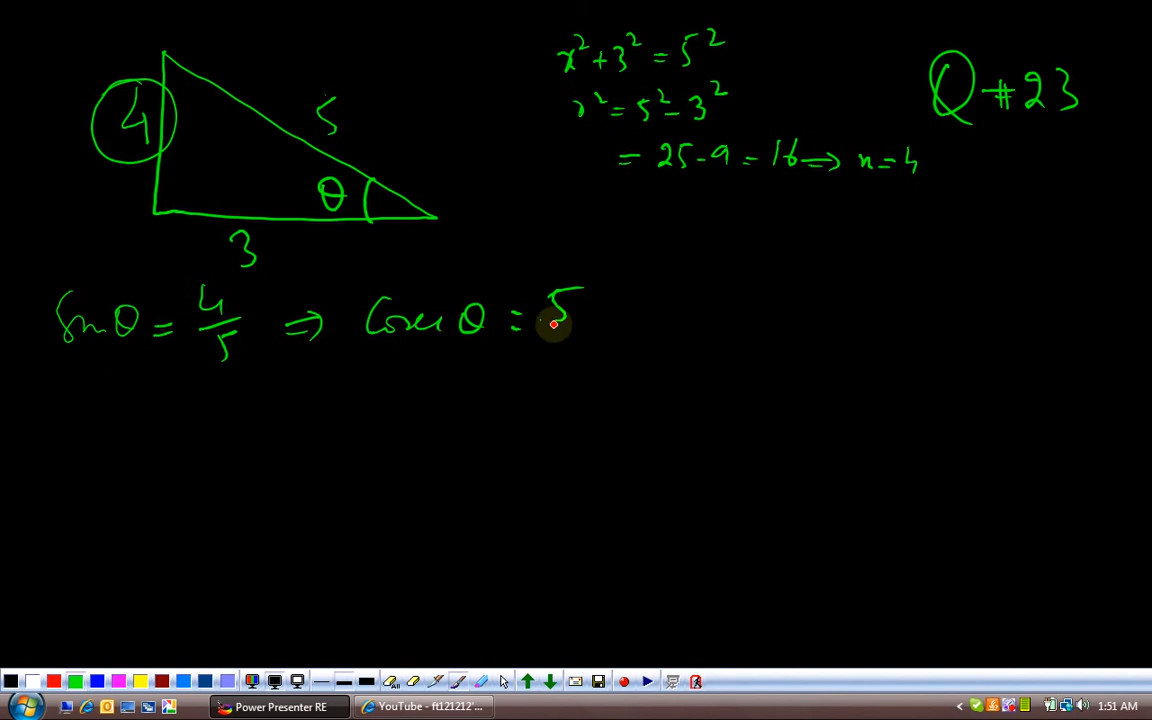 x² + 3² = 5²
Q # 23
4
5
x² = 5² - 3²
= 25 - 9 = 16 ⟹ x = 4
θ
3
Sin θ = 4/5 ⟹ Cosec θ = 5
Power Presenter RE
YouTube - ft121212'...
1:51 AM